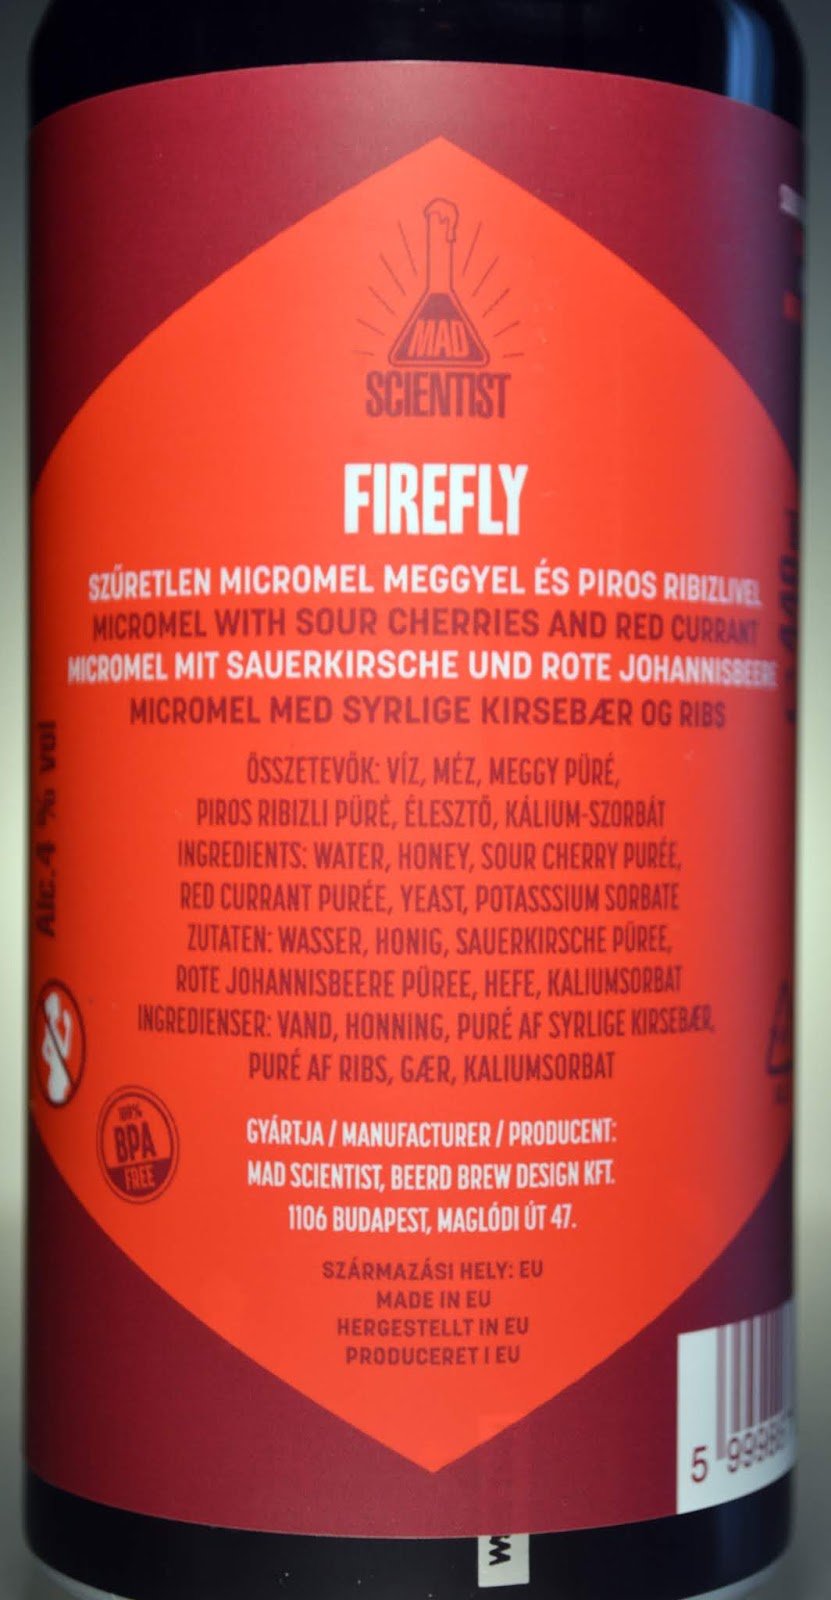 MAD
SCIENTIST
FIREFLY
SZŰRETLEN MICROMEL MEGGYEL ÉS PIROS RIBIZLIVEL
MICROMEL WITH SOUR CHERRIES AND RED CURRANT
MICROMEL MIT SAUERKIRSCHE UND ROTE JOHANNISBEERE
MICROMEL MED SYRLIGE KIRSEBÆR OG RIBS
ÖSSZETEVŐK: VÍZ, MÉZ, MEGGY PÜRÉ,
PIROS RIBIZLI PÜRÉ, ÉLESZTŐ, KÁLIUM-SZORBÁT
INGREDIENTS: WATER, HONEY, SOUR CHERRY PURÉE,
RED CURRANT PURÉE, YEAST, POTASSSIUM SORBATE
ZUTATEN: WASSER, HONIG, SAUERKIRSCHE PÜREE,
ROTE JOHANNISBEERE PÜREE, HEFE, KALIUMSORBAT
INGREDIENSER: VAND, HONNING, PURÉ AF SYRLIGE KIRSEBÆR,
PURÉ AF RIBS, GÆR, KALIUMSORBAT
GYÁRTJA / MANUFACTURER / PRODUCENT:
MAD SCIENTIST, BEERD BREW DESIGN KFT.
1106 BUDAPEST, MAGLÓDI ÚT 47.
SZÁRMAZÁSI HELY: EU
MADE IN EU
HERGESTELLT IN EU
PRODUCERET I EU
Alc.4 % vol
100%
BPA
FREE
440 ml